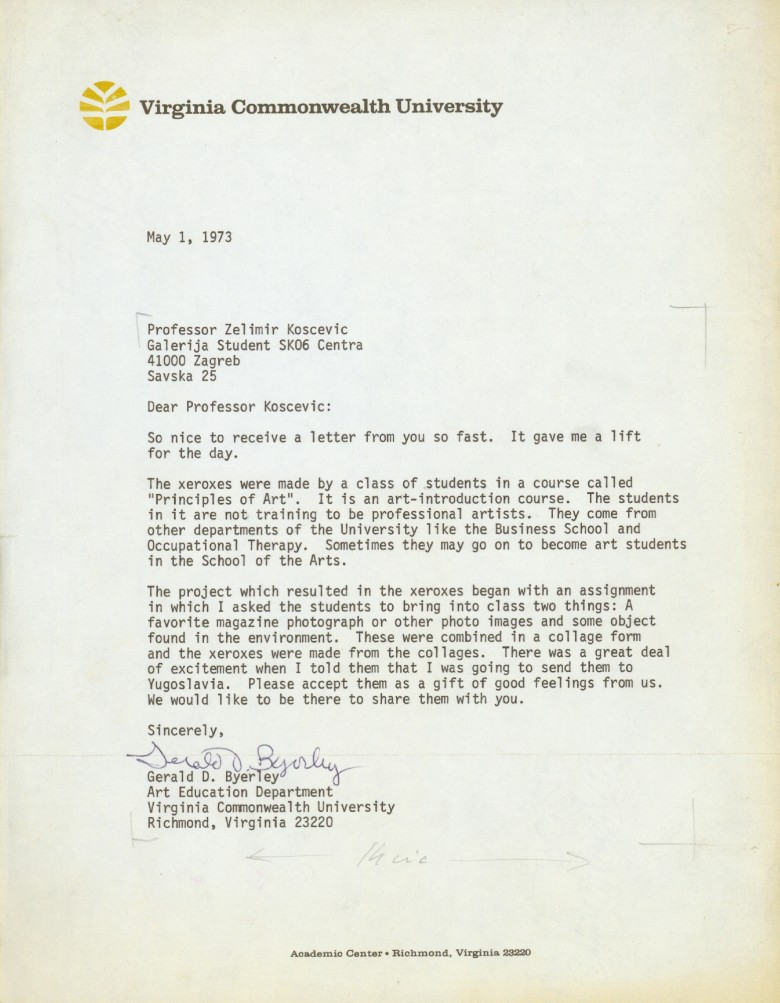 Virginia Commonwealth University
May 1, 1973
Professor Zelimir Koscevic
Galerija Student SKO6 Centra
41000 Zagreb
Savska 25
Dear Professor Koscevic:
So nice to receive a letter from you so fast.  It gave me a lift
for the day.
The xeroxes were made by a class of students in a course called
"Principles of Art".  It is an art-introduction course.  The students
in it are not training to be professional artists.  They come from
other departments of the University like the Business School and
Occupational Therapy.  Sometimes they may go on to become art students
in the School of the Arts.
The project which resulted in the xeroxes began with an assignment
in which I asked the students to bring into class two things: A
favorite magazine photograph or other photo images and some object
found in the environment.  These were combined in a collage form
and the xeroxes were made from the collages.  There was a great deal
of excitement when I told them that I was going to send them to
Yugoslavia.  Please accept them as a gift of good feelings from us.
We would like to be there to share them with you.
Sincerely,
Gerald D. Byerley
Gerald D. Byerley
Art Education Department
Virginia Commonwealth University
Richmond, Virginia 23220
Academic Center • Richmond, Virginia 23220